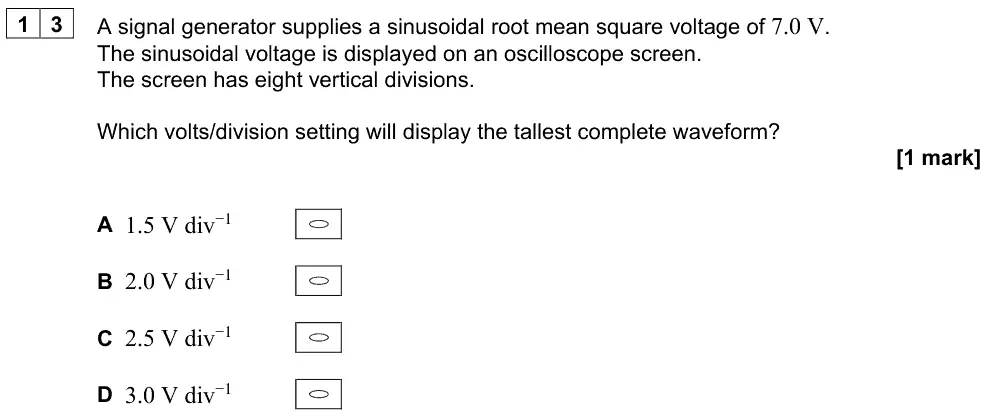 1 3 A signal generator supplies a sinusoidal root mean square voltage of 7.0 V.
The sinusoidal voltage is displayed on an oscilloscope screen.
The screen has eight vertical divisions.
Which volts/division setting will display the tallest complete waveform?
[1 mark]
A 1.5 V div⁻¹
B 2.0 V div⁻¹
C 2.5 V div⁻¹
D 3.0 V div⁻¹